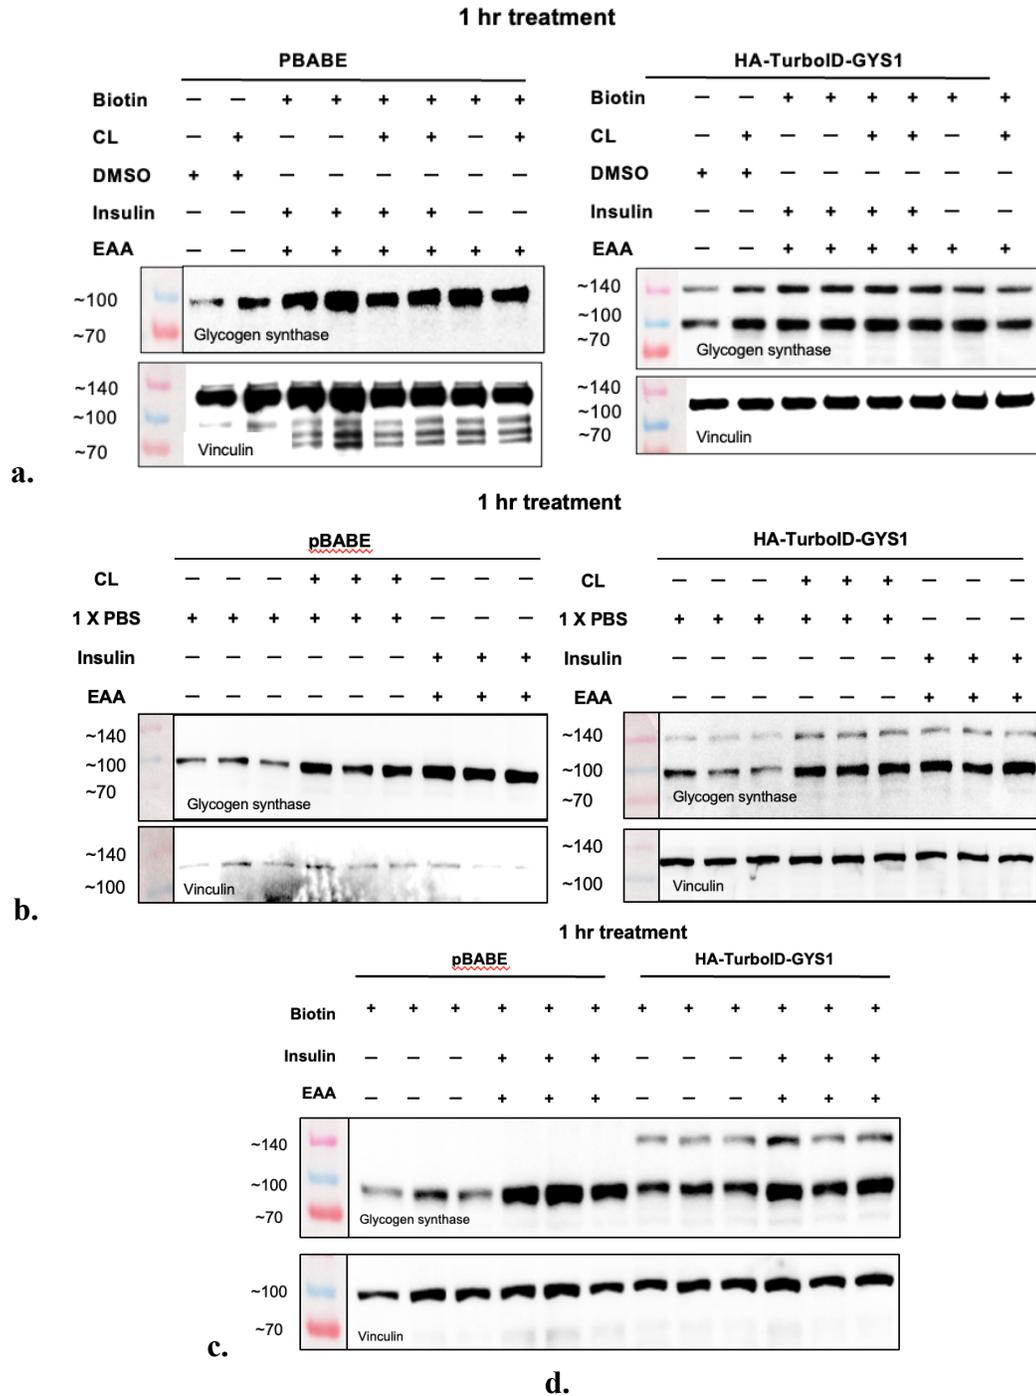 1 hr treatment
PBABE
Biotin — — + + + + + +
CL — + — — + + — +
DMSO + + — — — — — —
Insulin — — + + + + — —
EAA — — + + + + + +
~100
~70
Glycogen synthase
~140
~100
~70
Vinculin
HA-TurboID-GYS1
Biotin — — + + + + + +
CL — + — — + + — +
DMSO + + — — — — — —
Insulin — — + + + + — —
EAA — — + + + + + +
~140
~100
~70
Glycogen synthase
~140
~100
~70
Vinculin
a.
1 hr treatment
pBABE
CL — — — + + + — — —
1 X PBS + + + + + + — — —
Insulin — — — — — — + + +
EAA — — — — — — + + +
~140
~100
~70
Glycogen synthase
~140
~100
Vinculin
HA-TurboID-GYS1
CL — — — + + + — — —
1 X PBS + + + + + + — — —
Insulin — — — — — — + + +
EAA — — — — — — + + +
~140
~100
~70
Glycogen synthase
~140
~100
Vinculin
b.
1 hr treatment
pBABE HA-TurboID-GYS1
Biotin + + + + + + + + + + + +
Insulin — — — + + + — — — + + +
EAA — — — + + + — — — + + +
~140
~100
~70
Glycogen synthase
~100
~70
Vinculin
c.
d.